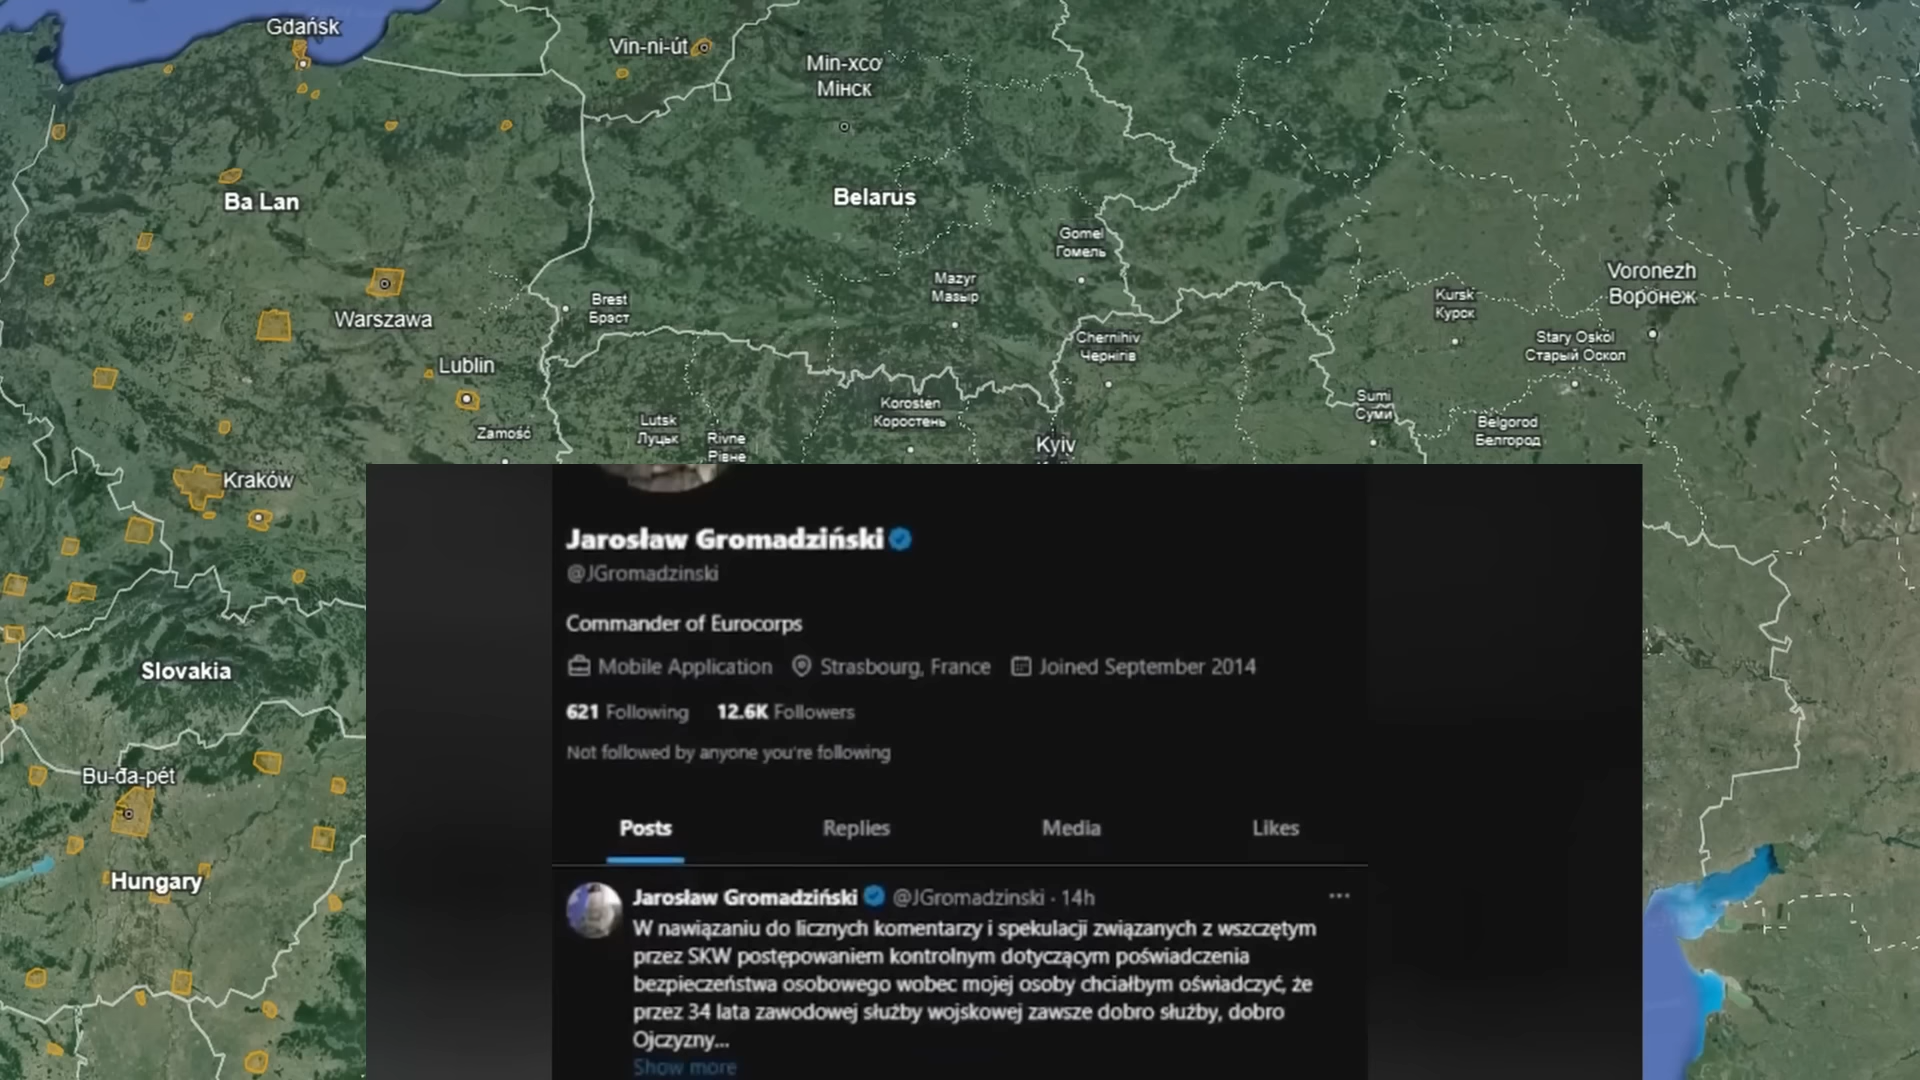 Gdańsk
Vin-ni-út
Min-xcơ
Мінск
Ba Lan
Belarus
Gomel
Гомель
Mazyr
Мазыр
Voronezh
Воронеж
Kursk
Курск
Brest
Брэст
Warszawa
Chernihiv
Чернігів
Stary Oskol
Старый Оскол
Lublin
Sumi
Суми
Korosten
Коростень
Lutsk
Луцьк
Rivne
Рівне
Belgorod
Белгород
Zamość
Kyiv
Kraków
Slovakia
Bu-đa-pét
Hungary
Jarosław Gromadziński
@JGromadzinski
Commander of Eurocorps
Mobile Application Strasbourg, France Joined September 2014
621 Following 12.6K Followers
Not followed by anyone you're following
Posts Replies Media Likes
Jarosław Gromadziński @JGromadzinski · 14h
W nawiązaniu do licznych komentarzy i spekulacji związanych z wszczętym
przez SKW postępowaniem kontrolnym dotyczącym poświadczenia
bezpieczeństwa osobowego wobec mojej osoby chciałbym oświadczyć, że
przez 34 lata zawodowej służby wojskowej zawsze dobro służby, dobro
Ojczyzny...
Show more